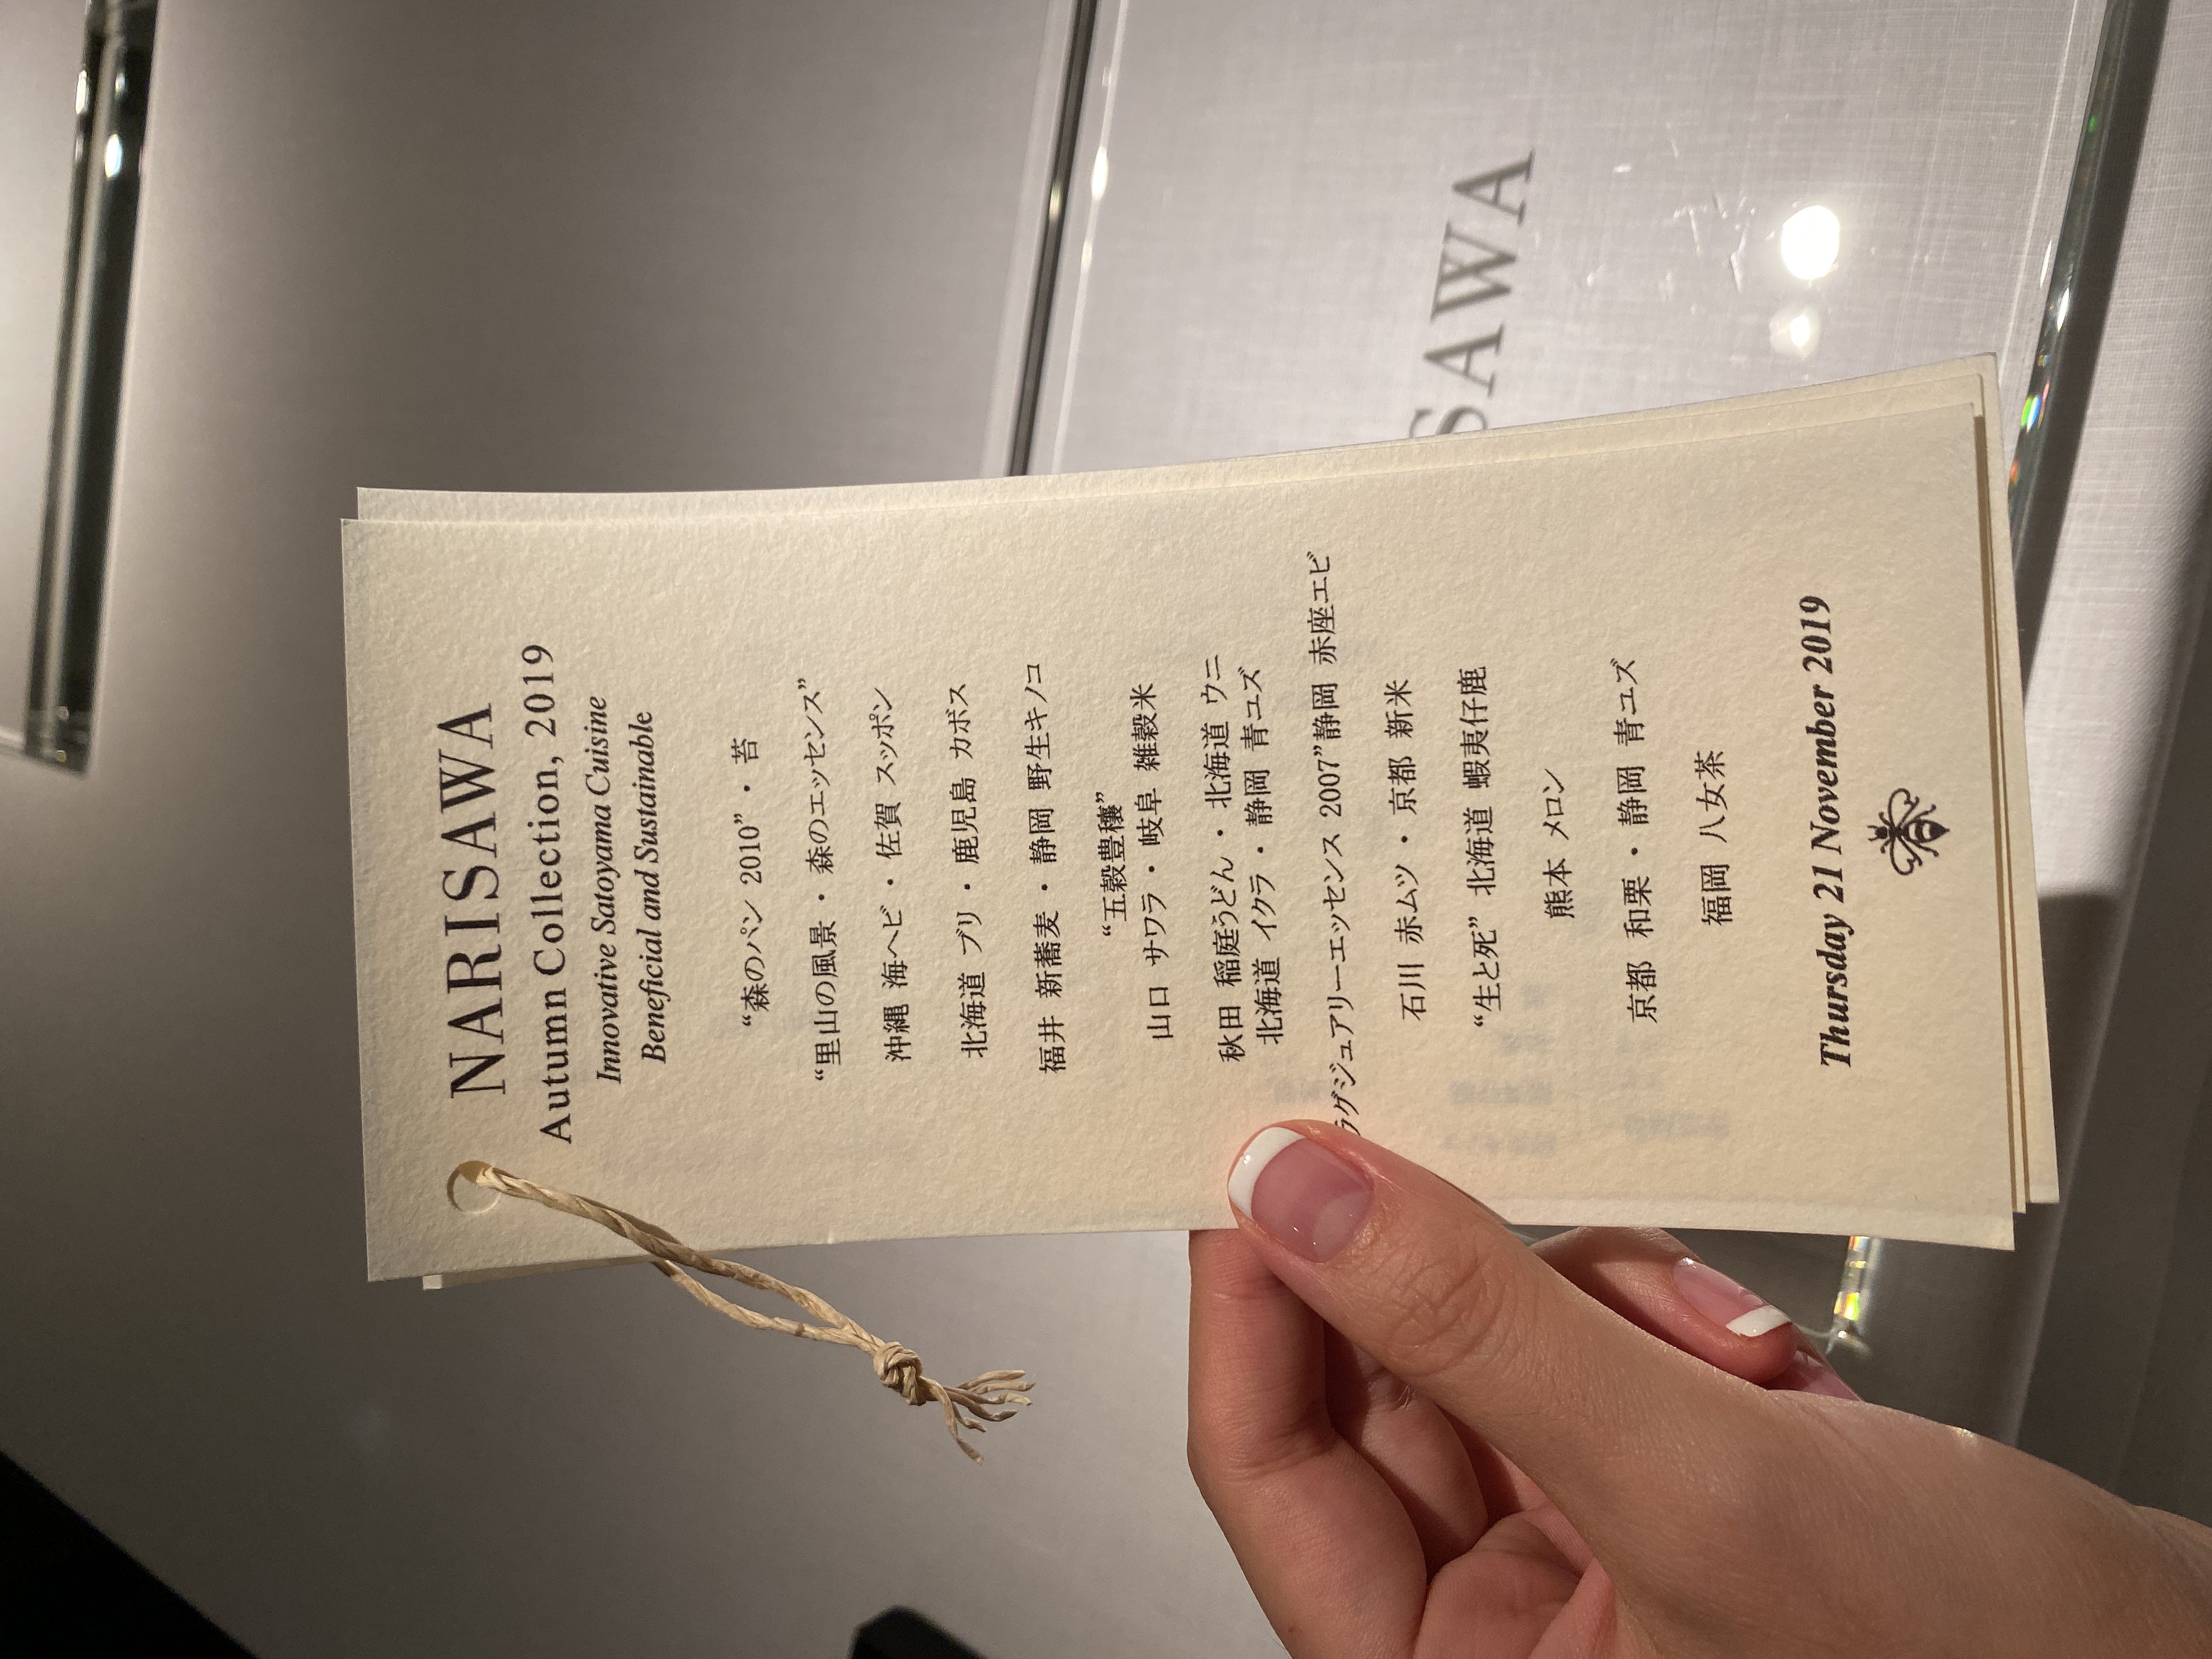 NARISAWA
Autumn Collection, 2019
Innovative Satoyama Cuisine
Beneficial and Sustainable
“森のパン 2010”・苔
“里山の風景・森のエッセンス”
沖縄 海ヘビ・佐賀 スッポン
北海道 ブリ・鹿児島 カボス
福井 新蕎麦・静岡 野生キノコ
“五穀豊穣”
山口 サワラ・岐阜 雑穀米
秋田 稲庭うどん・北海道 ウニ
北海道 イクラ・静岡 青ユズ
ラグジュアリーエッセンス 2007”静岡 赤座エビ
石川 赤ムツ・京都 新米
“生と死” 北海道 蝦夷仔鹿
熊本 メロン
京都 和栗・静岡 青ユズ
福岡 八女茶
Thursday 21 November 2019
SAWA